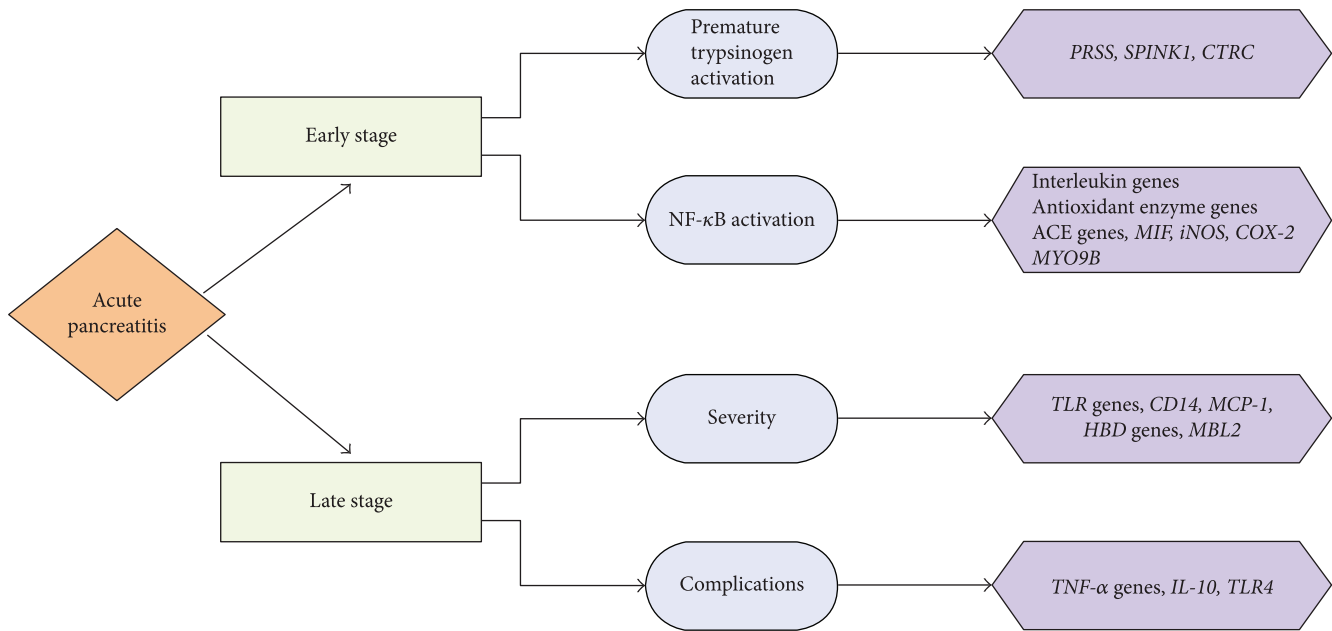 Acute
pancreatitis
Early stage
Premature
trypsinogen
activation
PRSS, SPINK1, CTRC
NF-κB activation
Interleukin genes
Antioxidant enzyme genes
ACE genes, MIF, iNOS, COX-2
MYO9B
Late stage
Severity
TLR genes, CD14, MCP-1,
HBD genes, MBL2
Complications
TNF-α genes, IL-10, TLR4